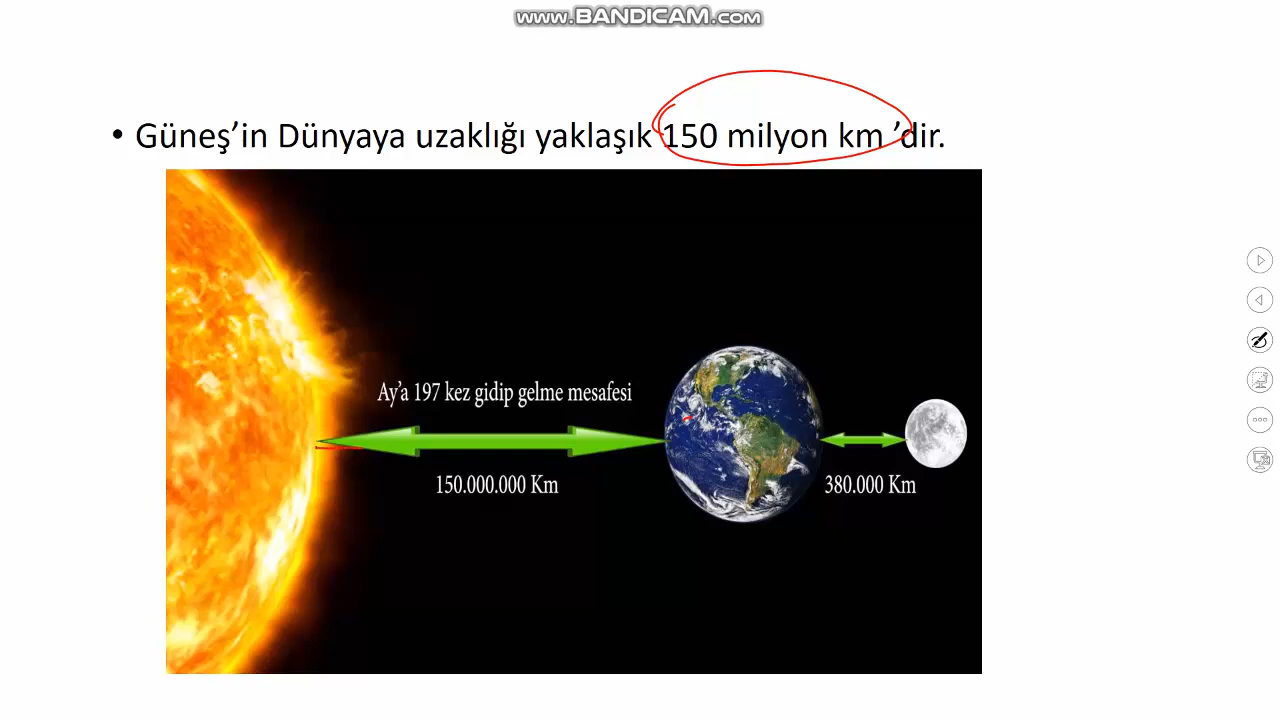 www.BANDICAM.com
• Güneş’in Dünyaya uzaklığı yaklaşık 150 milyon km ’dir.
Ay’a 197 kez gidip gelme mesafesi
150.000.000 Km
380.000 Km